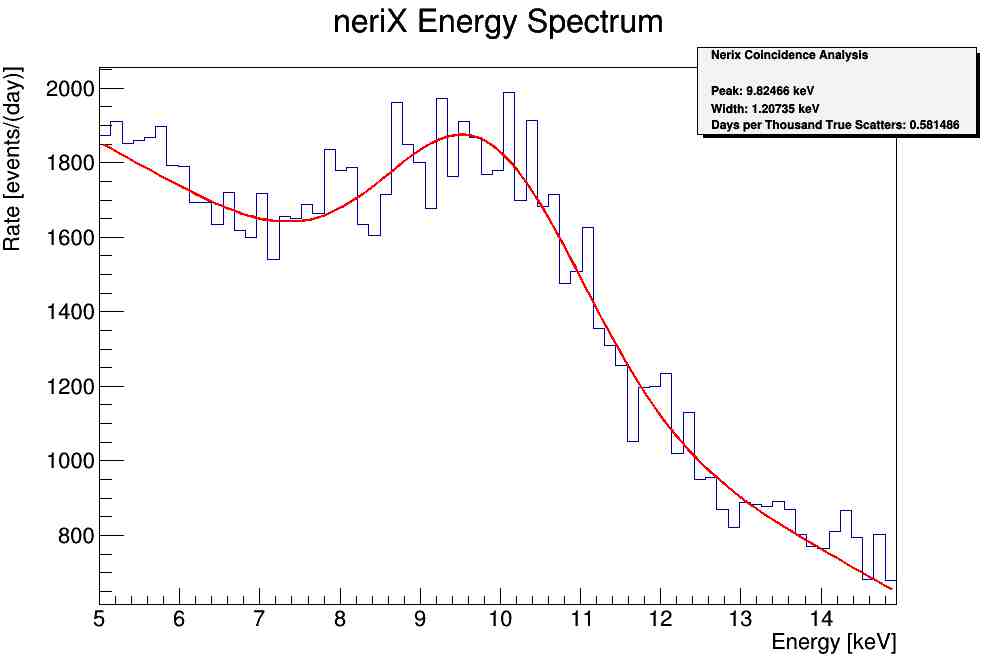 neriX Energy Spectrum
Nerix Coincidence Analysis
Peak: 9.82466 keV
Width: 1.20735 keV
Days per Thousand True Scatters: 0.581486
Rate [events/(day)]
2000
1800
1600
1400
1200
1000
800
5 6 7 8 9 10 11 12 13 14
Energy [keV]